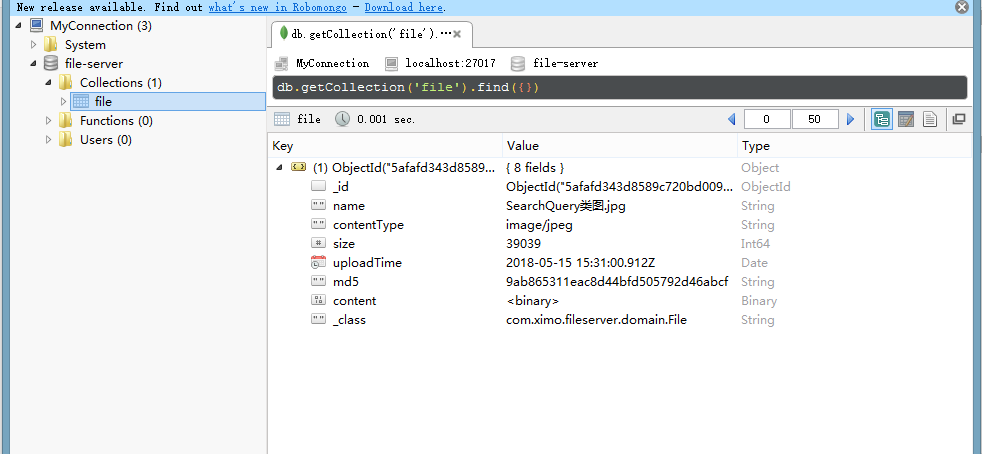 New release available. Find out what's new in Robomongo — Download here.
MyConnection (3)
System
file-server
Collections (1)
file
Functions (0)
Users (0)
db.getCollection('file').…
MyConnection localhost:27017 file-server
db.getCollection('file').find({})
file 0.001 sec. 0 50
Key Value Type
(1) ObjectId("5afafd343d8589... { 8 fields } Object
_id ObjectId("5afafd343d8589c720bd009... ObjectId
name SearchQuery类图.jpg String
contentType image/jpeg String
size 39039 Int64
uploadTime 2018-05-15 15:31:00.912Z Date
md5 9ab865311eac8d44bfd505792d46abcf String
content <binary> Binary
_class com.ximo.fileserver.domain.File String